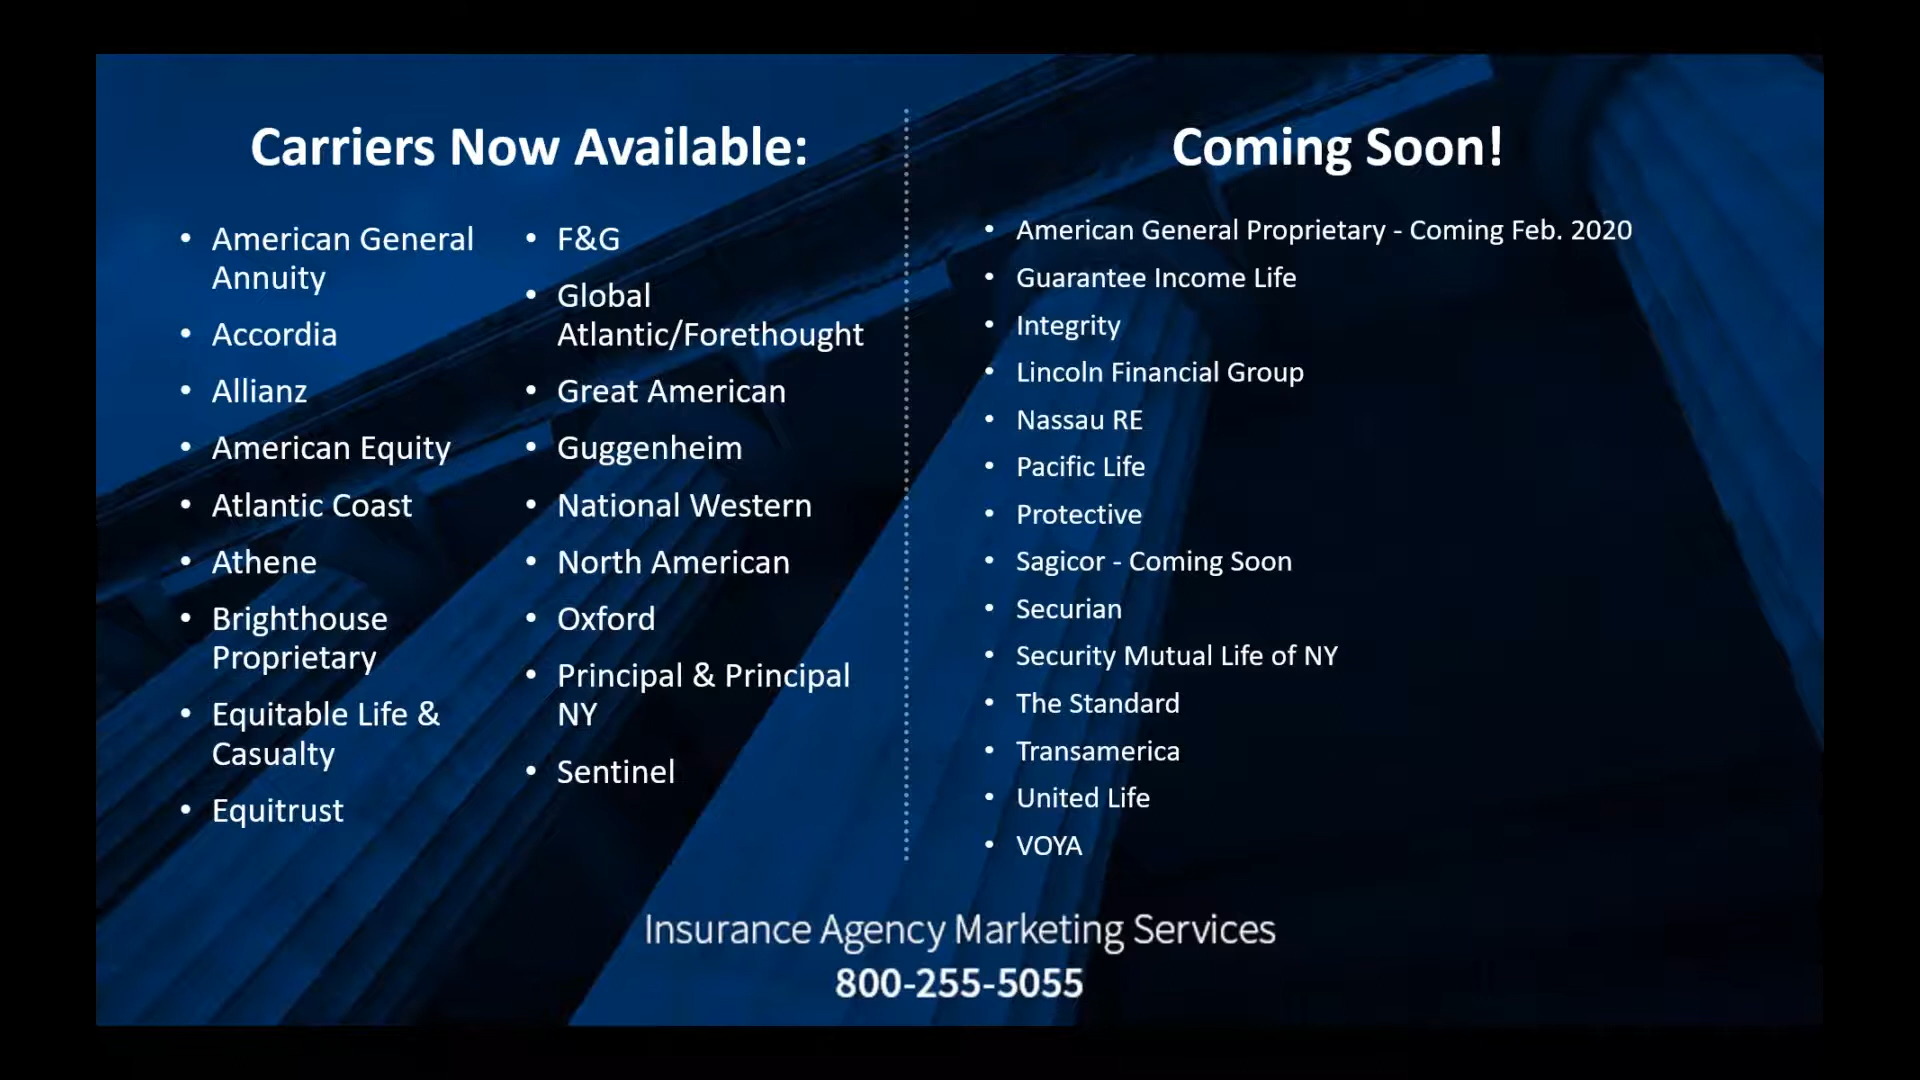 Carriers Now Available:
• American General
Annuity
• Accordia
• Allianz
• American Equity
• Atlantic Coast
• Athene
• Brighthouse
Proprietary
• Equitable Life &
Casualty
• Equitrust
• F&G
• Global
Atlantic/Forethought
• Great American
• Guggenheim
• National Western
• North American
• Oxford
• Principal & Principal
NY
• Sentinel
Coming Soon!
• American General Proprietary - Coming Feb. 2020
• Guarantee Income Life
• Integrity
• Lincoln Financial Group
• Nassau RE
• Pacific Life
• Protective
• Sagicor - Coming Soon
• Securian
• Security Mutual Life of NY
• The Standard
• Transamerica
• United Life
• VOYA
Insurance Agency Marketing Services
800-255-5055